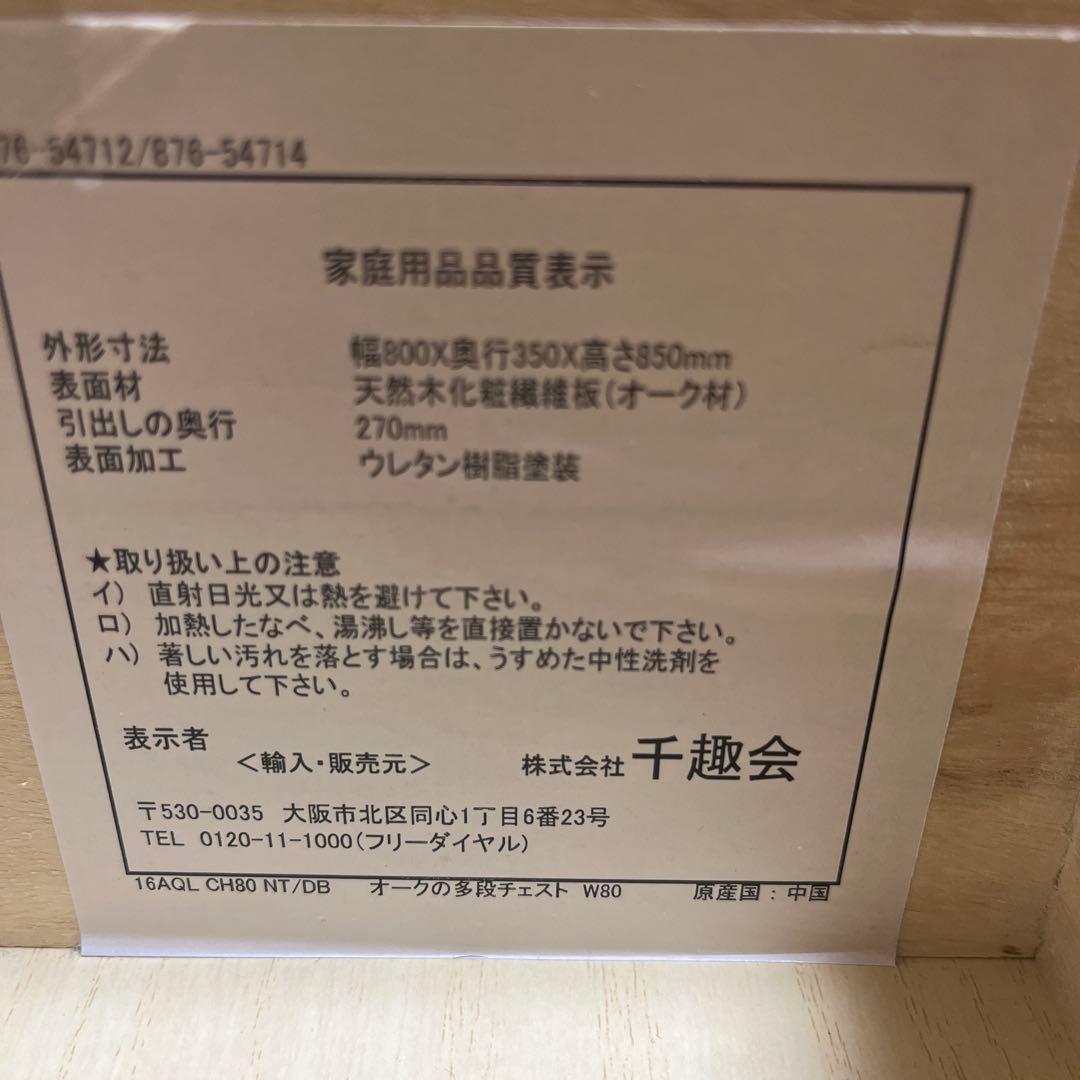 76-54712/876-54714
家庭用品品質表示
外形寸法 幅800X奥行350X高さ850mm
表面材 天然木化粧繊維板(オーク材)
引出しの奥行 270mm
表面加工 ウレタン樹脂塗装
★取り扱い上の注意
イ) 直射日光又は熱を避けて下さい。
ロ) 加熱したなべ、湯沸し等を直接置かないで下さい。
ハ) 著しい汚れを落とす場合は、うすめた中性洗剤を
使用して下さい。
表示者
<輸入・販売元> 株式会社 千趣会
〒530-0035 大阪市北区同心1丁目6番23号
TEL 0120-11-1000(フリーダイヤル)
16AQL CH80 NT/DB オークの多段チェスト W80 原産国:中国